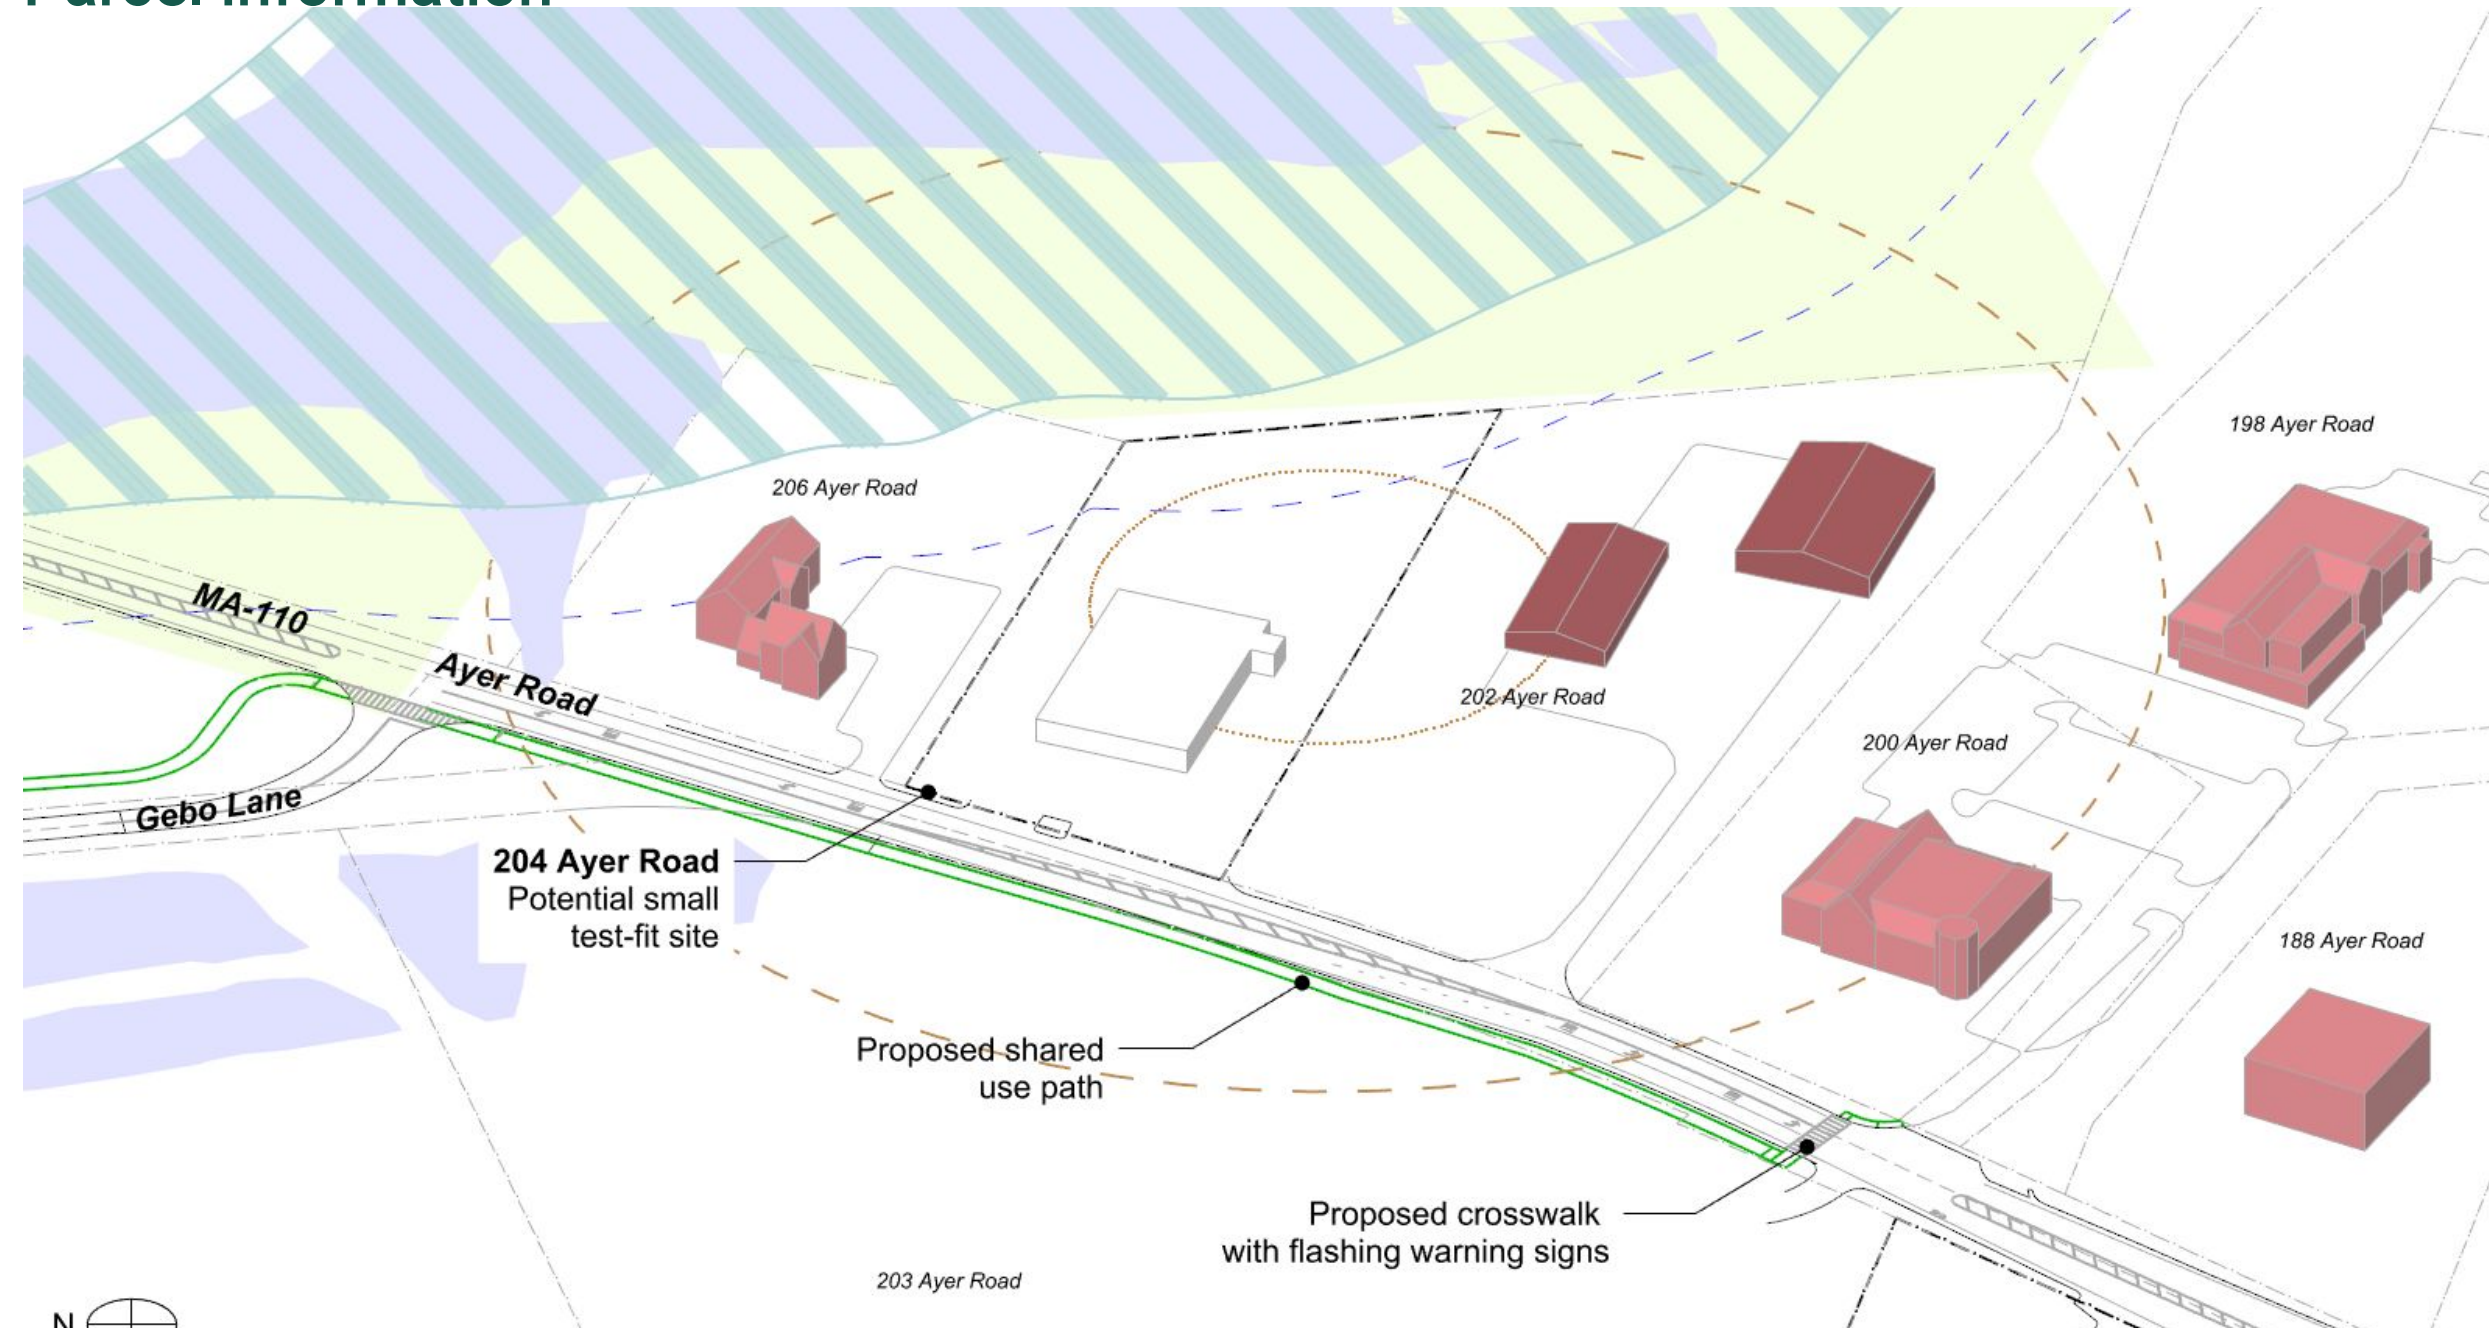 Parcel Information
206 Ayer Road
198 Ayer Road
MA-110
Ayer Road
202 Ayer Road
200 Ayer Road
Gebo Lane
204 Ayer Road
Potential small
test-fit site
188 Ayer Road
Proposed shared
use path
Proposed crosswalk
with flashing warning signs
203 Ayer Road
N